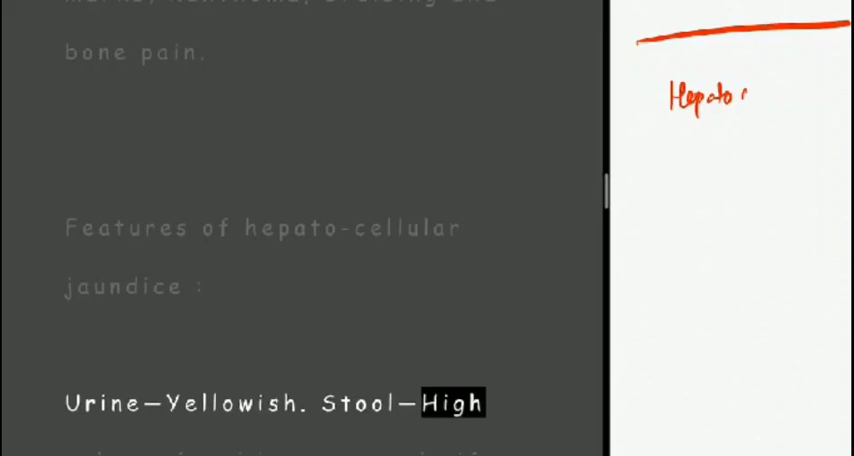 bone pain.
Features of hepato-cellular
jaundice :
Urine—Yellowish. Stool—High
Hepato